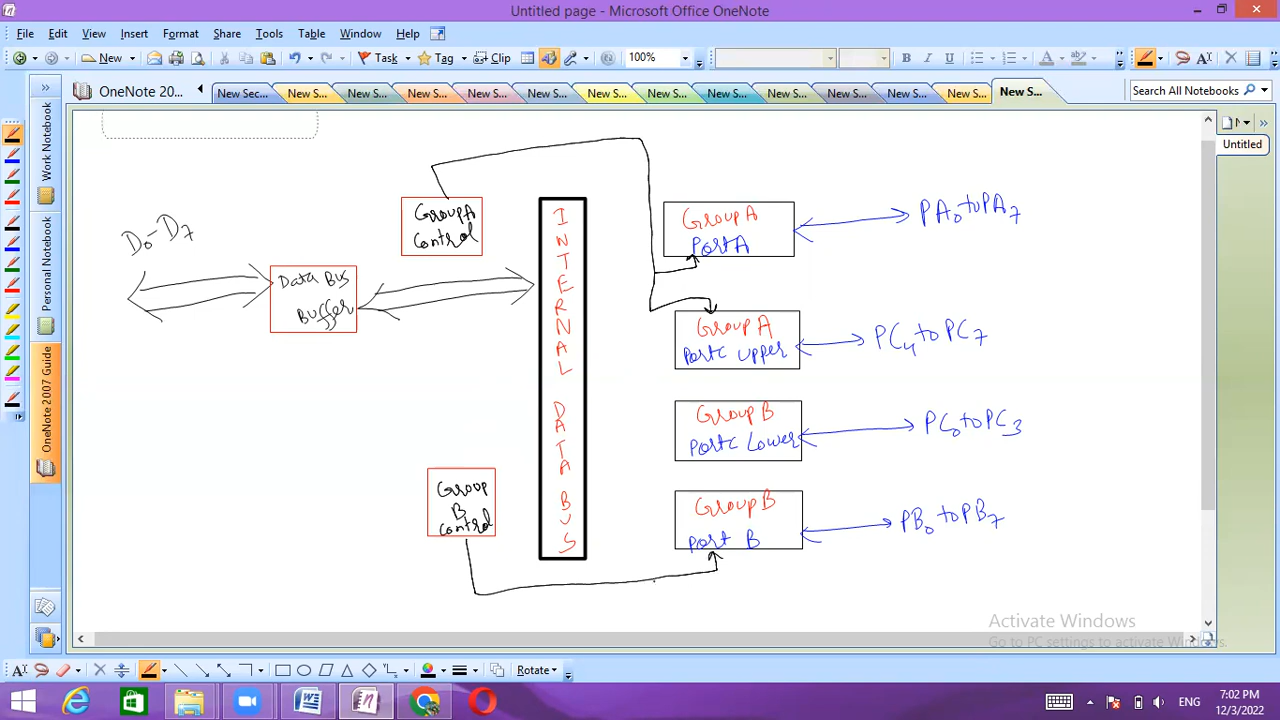 Untitled page - Microsoft Office OneNote
File Edit View Insert Format Share Tools Table Window Help
New Task Tag Clip 100%
OneNote 20... New Sec... New S... New S... New S... New S... New S... New S... New S... New S... New S... New S... New S... New S... New S... Search All Notebooks
Untitled
Work Notebook
Personal Notebook
OneNote 2007 Guide
D0-D7
Data Bus
Buffer
Group A
Control
Group
B
Control
INTERNAL DATA BUS
Group A
Port A
PA0 to PA7
Group A
Port C Upper
PC4 to PC7
Group B
Port C Lower
PC0 to PC3
Group B
Port B
PB0 to PB7
Activate Windows
Go to PC settings to activate Windows.
Rotate
ENG
7:02 PM
12/3/2022